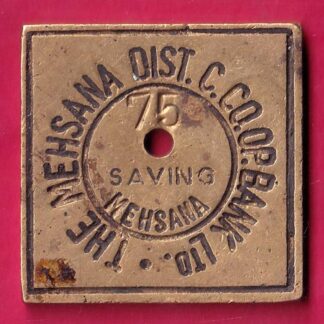 THE MEHSANA DIST. C. CO.OP. BANK LTD.
75
SAVING
MEHSANA